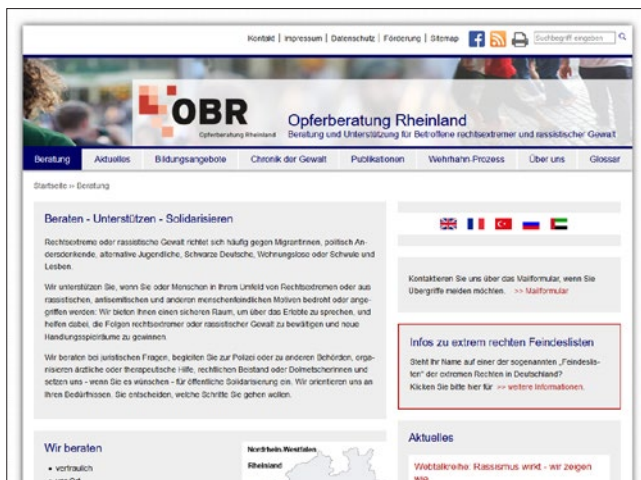 Kontakt | Impressum | Datenschutz | Förderung | Sitemap
Suchbegriff eingeben
OBR
Opferberatung Rheinland
Opferberatung Rheinland
Beratung und Unterstützung für Betroffene rechtsextremer und rassistischer Gewalt
Beratung Aktuelles Bildungsangebote Chronik der Gewalt Publikationen Wehrhahn-Prozess Über uns Glossar
Startseite » Beratung
Beraten - Unterstützen - Solidarisieren
Rechtsextreme oder rassistische Gewalt richtet sich häufig gegen MigrantInnen, politisch An-
dersdenkende, alternative Jugendliche, Schwarze Deutsche, Wohnungslose oder Schwule und
Lesben.
Wir unterstützen Sie, wenn Sie oder Menschen in Ihrem Umfeld von Rechtsextremen oder aus
rassistischen, antisemitischen und anderen menschenfeindlichen Motiven bedroht oder ange-
griffen werden: Wir bieten Ihnen einen sicheren Raum, um über das Erlebte zu sprechen, und
helfen dabei, die Folgen rechtsextremer oder rassistischer Gewalt zu bewältigen und neue
Handlungsspielräume zu gewinnen.
Wir beraten bei juristischen Fragen, begleiten Sie zur Polizei oder zu anderen Behörden, orga-
nisieren ärztliche oder therapeutische Hilfe, rechtlichen Beistand oder DolmetscherInnen und
setzen uns - wenn Sie es wünschen - für öffentliche Solidarisierung ein. Wir orientieren uns an
Ihren Bedürfnissen. Sie entscheiden, welche Schritte Sie gehen wollen.
Wir beraten
• vertraulich
Nordrhein-Westfalen
Rheinland
Kontaktieren Sie uns über das Mailformular, wenn Sie
Übergriffe melden möchten. >> Mailformular
Infos zu extrem rechten Feindeslisten
Steht Ihr Name auf einer der sogenannten „Feindeslis-
ten" der extremen Rechten in Deutschland?
Klicken Sie bitte hier für >> weitere Informationen.
Aktuelles
Webtalkreihe: Rassismus wirkt - wir zeigen
wie